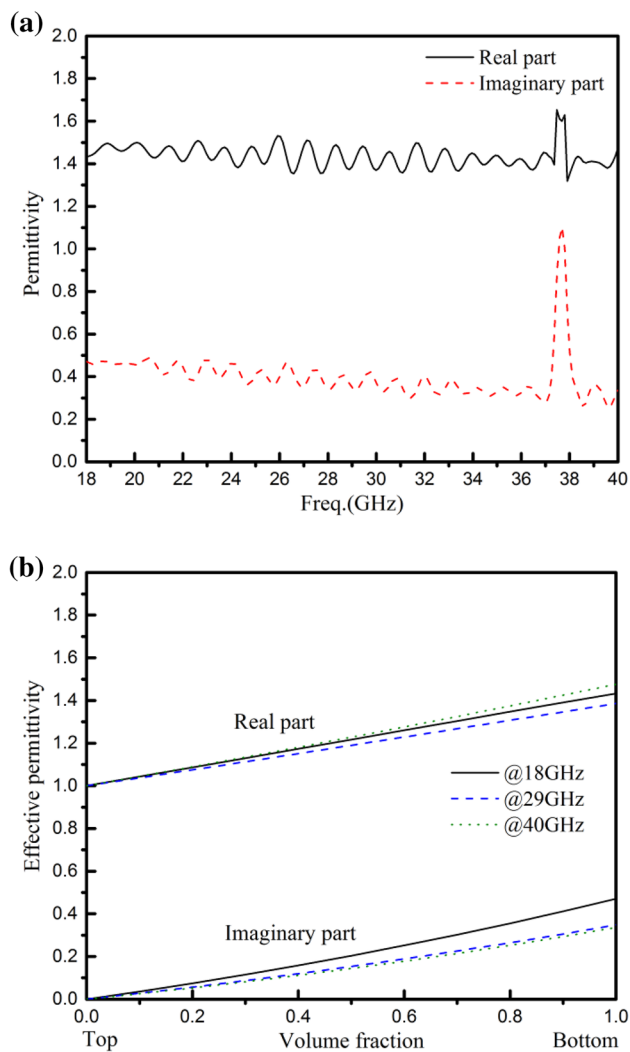 (a)
2.0
1.8
1.6
1.4
1.2
1.0
0.8
0.6
0.4
0.2
0.0
Permittivity
Real part
Imaginary part
18 20 22 24 26 28 30 32 34 36 38 40
Freq.(GHz)
(b)
2.0
1.8
1.6
1.4
1.2
1.0
0.8
0.6
0.4
0.2
0.0
Effective permittivity
Real part
@18GHz
@29GHz
@40GHz
Imaginary part
0.0 0.2 0.4 0.6 0.8 1.0
Top Volume fraction Bottom